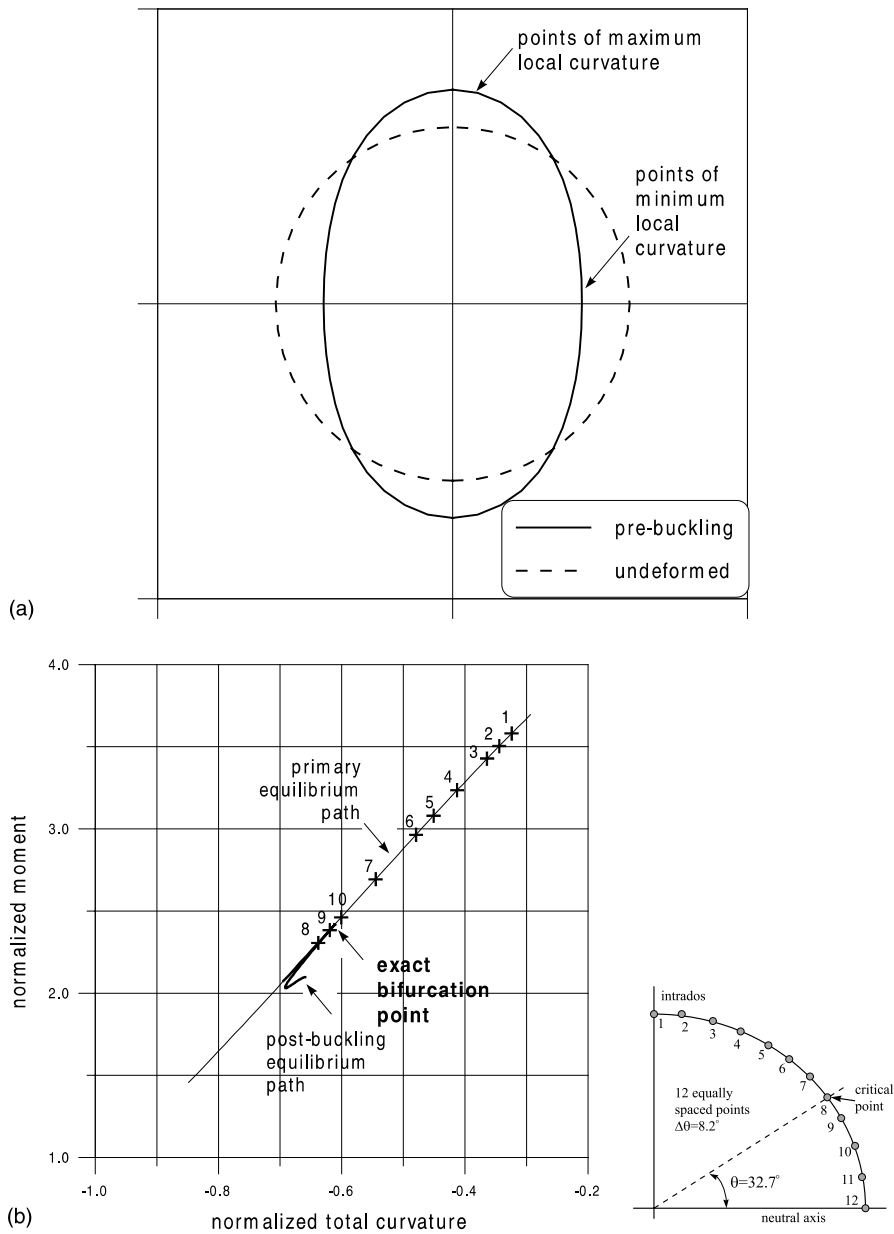 points of maximum
local curvature
points of
minimum
local
curvature
pre-buckling
undeformed
(a)
4.0
3.0
2.0
1.0
normalized moment
1
2
3
4
5
6
7
10
9
8
primary
equilibrium
path
exact
bifurcation
point
post-buckling
equilibrium
path
-1.0
-0.8
-0.6
-0.4
-0.2
normalized total curvature
(b)
intrados
1
2
3
4
5
6
7
8
9
10
11
12
critical
point
12 equally
spaced points
Δθ=8.2°
θ=32.7°
neutral axis